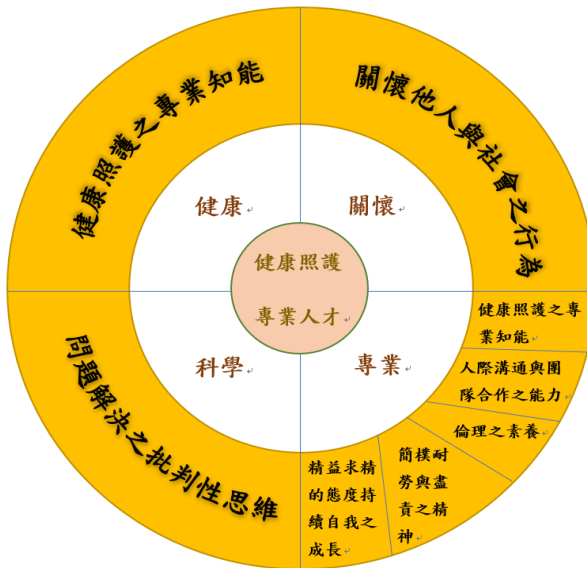 健康照護之專業知能
關懷他人與社會之行為
健康
關懷
健康照護
專業人才
科學
專業
問題解決之批判性思維
健康照護之專
業知能
人際溝通與團
隊合作之能力
倫理之素養
簡樸耐
勞與盡
責之精
神
精益求精
的態度持
續自我之
成長